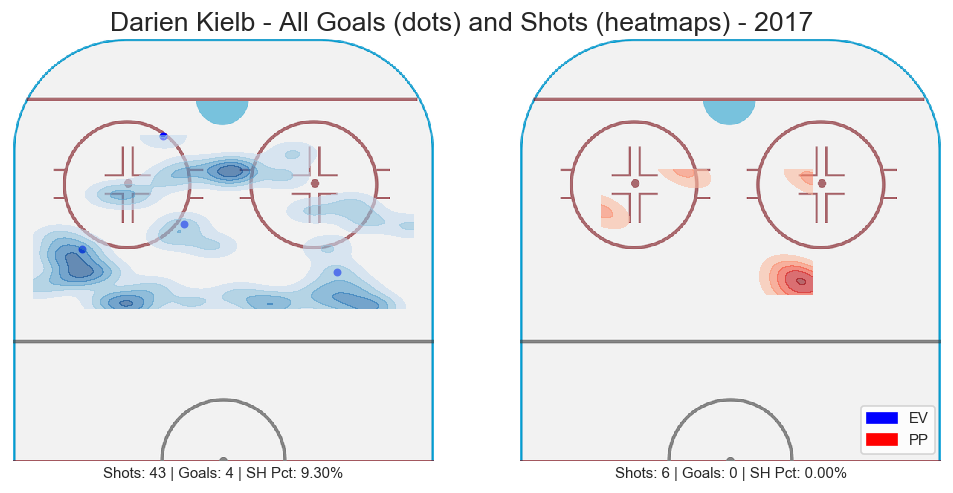 Darien Kielb - All Goals (dots) and Shots (heatmaps) - 2017
EV
PP
Shots: 43 | Goals: 4 | SH Pct: 9.30%
Shots: 6 | Goals: 0 | SH Pct: 0.00%